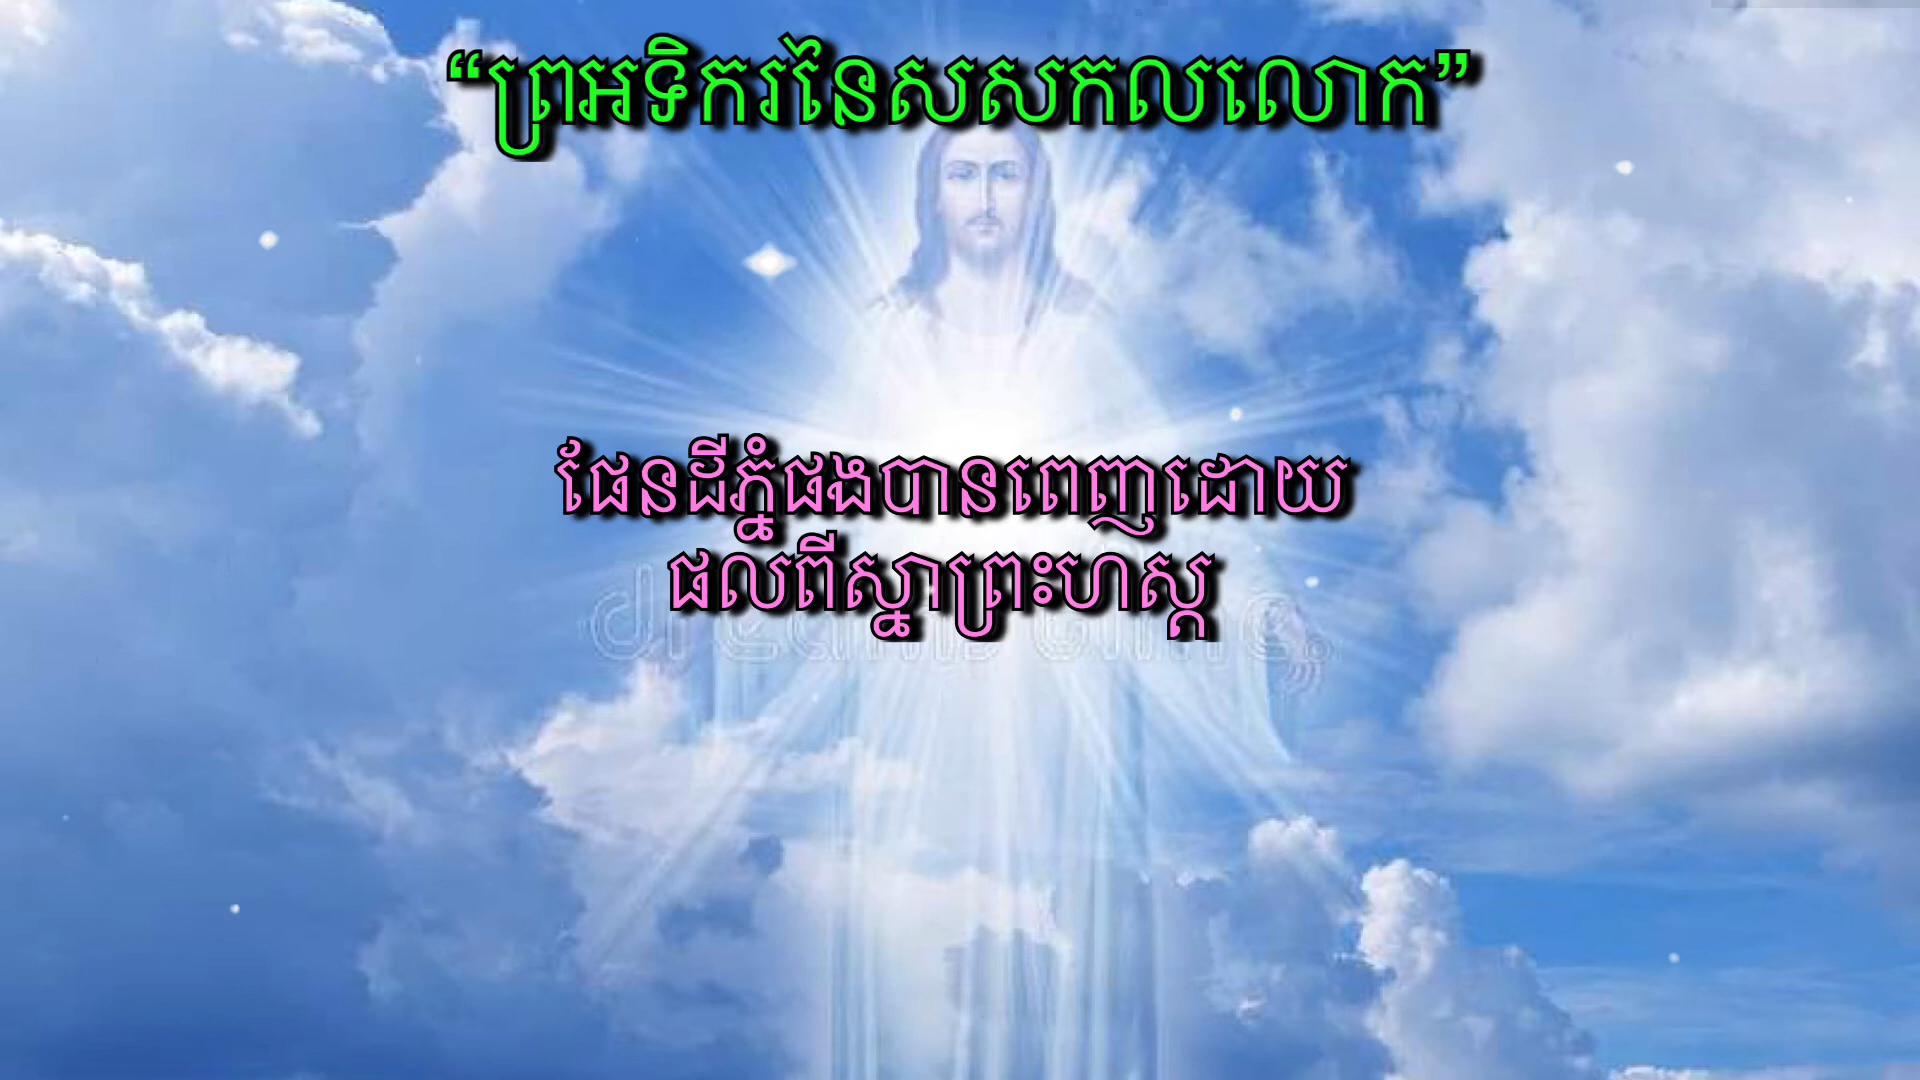 “ព្រអទិករនៃសសកលលោក”
ផែនដីភ្នំផងបានពេញដោយ
ផលពីស្នាព្រះហស្ត
dreamstime